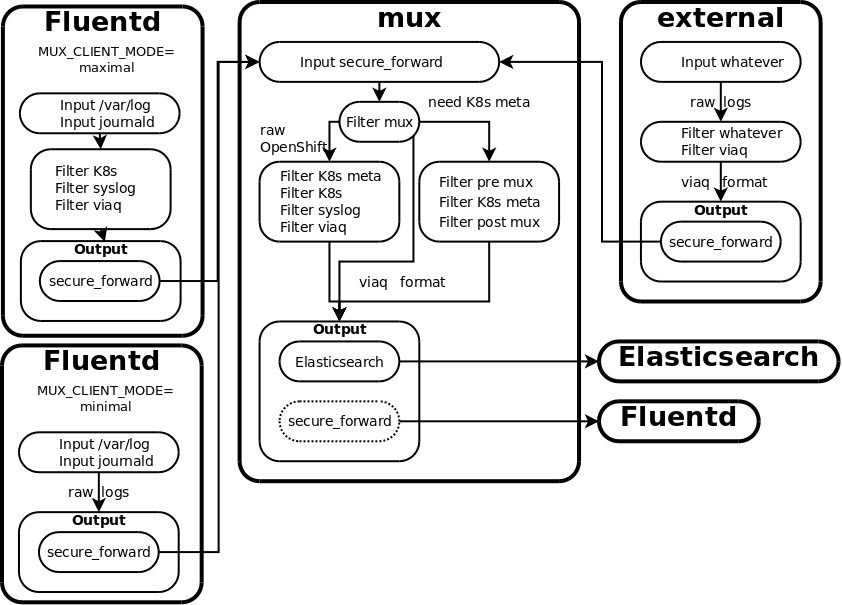 Fluentd
MUX_CLIENT_MODE=
maximal
Input /var/log
Input journald
Filter K8s
Filter syslog
Filter viaq
Output
secure_forward
Fluentd
MUX_CLIENT_MODE=
minimal
Input /var/log
Input journald
raw logs
Output
secure_forward
mux
Input secure_forward
Filter mux
need K8s meta
raw
OpenShift
Filter K8s meta
Filter K8s
Filter syslog
Filter viaq
Filter pre mux
Filter K8s meta
Filter post mux
viaq format
Output
Elasticsearch
secure_forward
external
Input whatever
raw logs
Filter whatever
Filter viaq
viaq format
Output
secure_forward
Elasticsearch
Fluentd